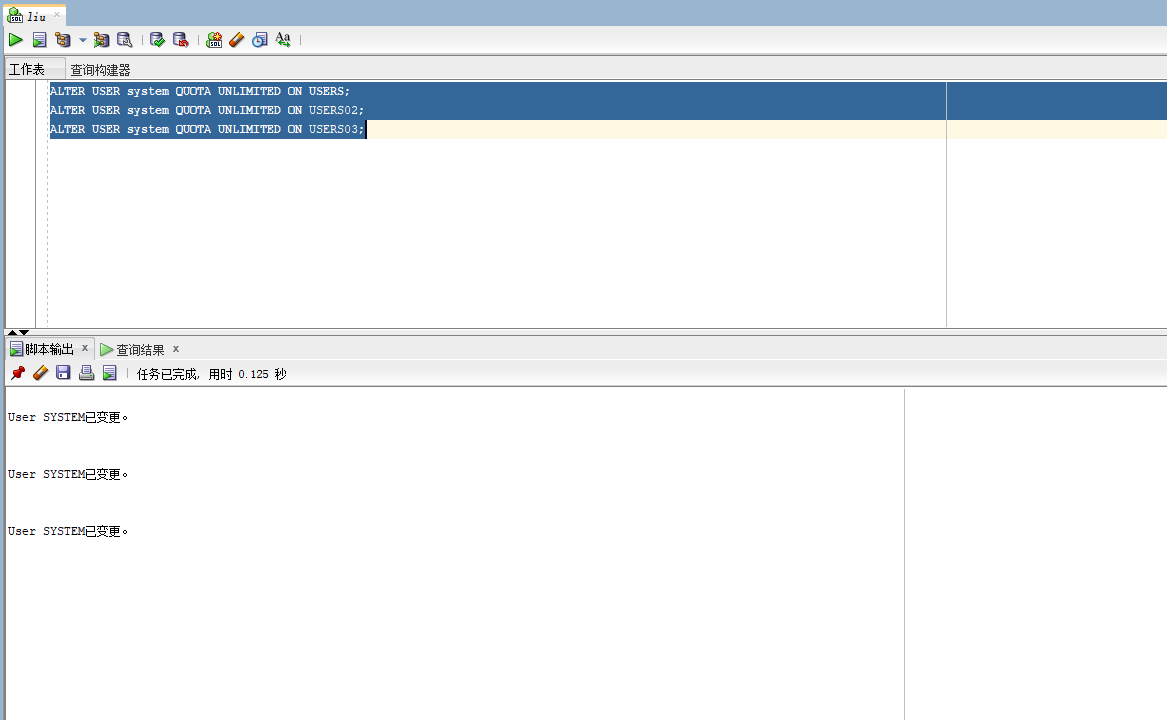 liu
工作表
查询构建器
ALTER USER system QUOTA UNLIMITED ON USERS;
ALTER USER system QUOTA UNLIMITED ON USERS02;
ALTER USER system QUOTA UNLIMITED ON USERS03;
脚本输出 x
查询结果 x
任务已完成, 用时 0.125 秒
User SYSTEM已变更。
User SYSTEM已变更。
User SYSTEM已变更。